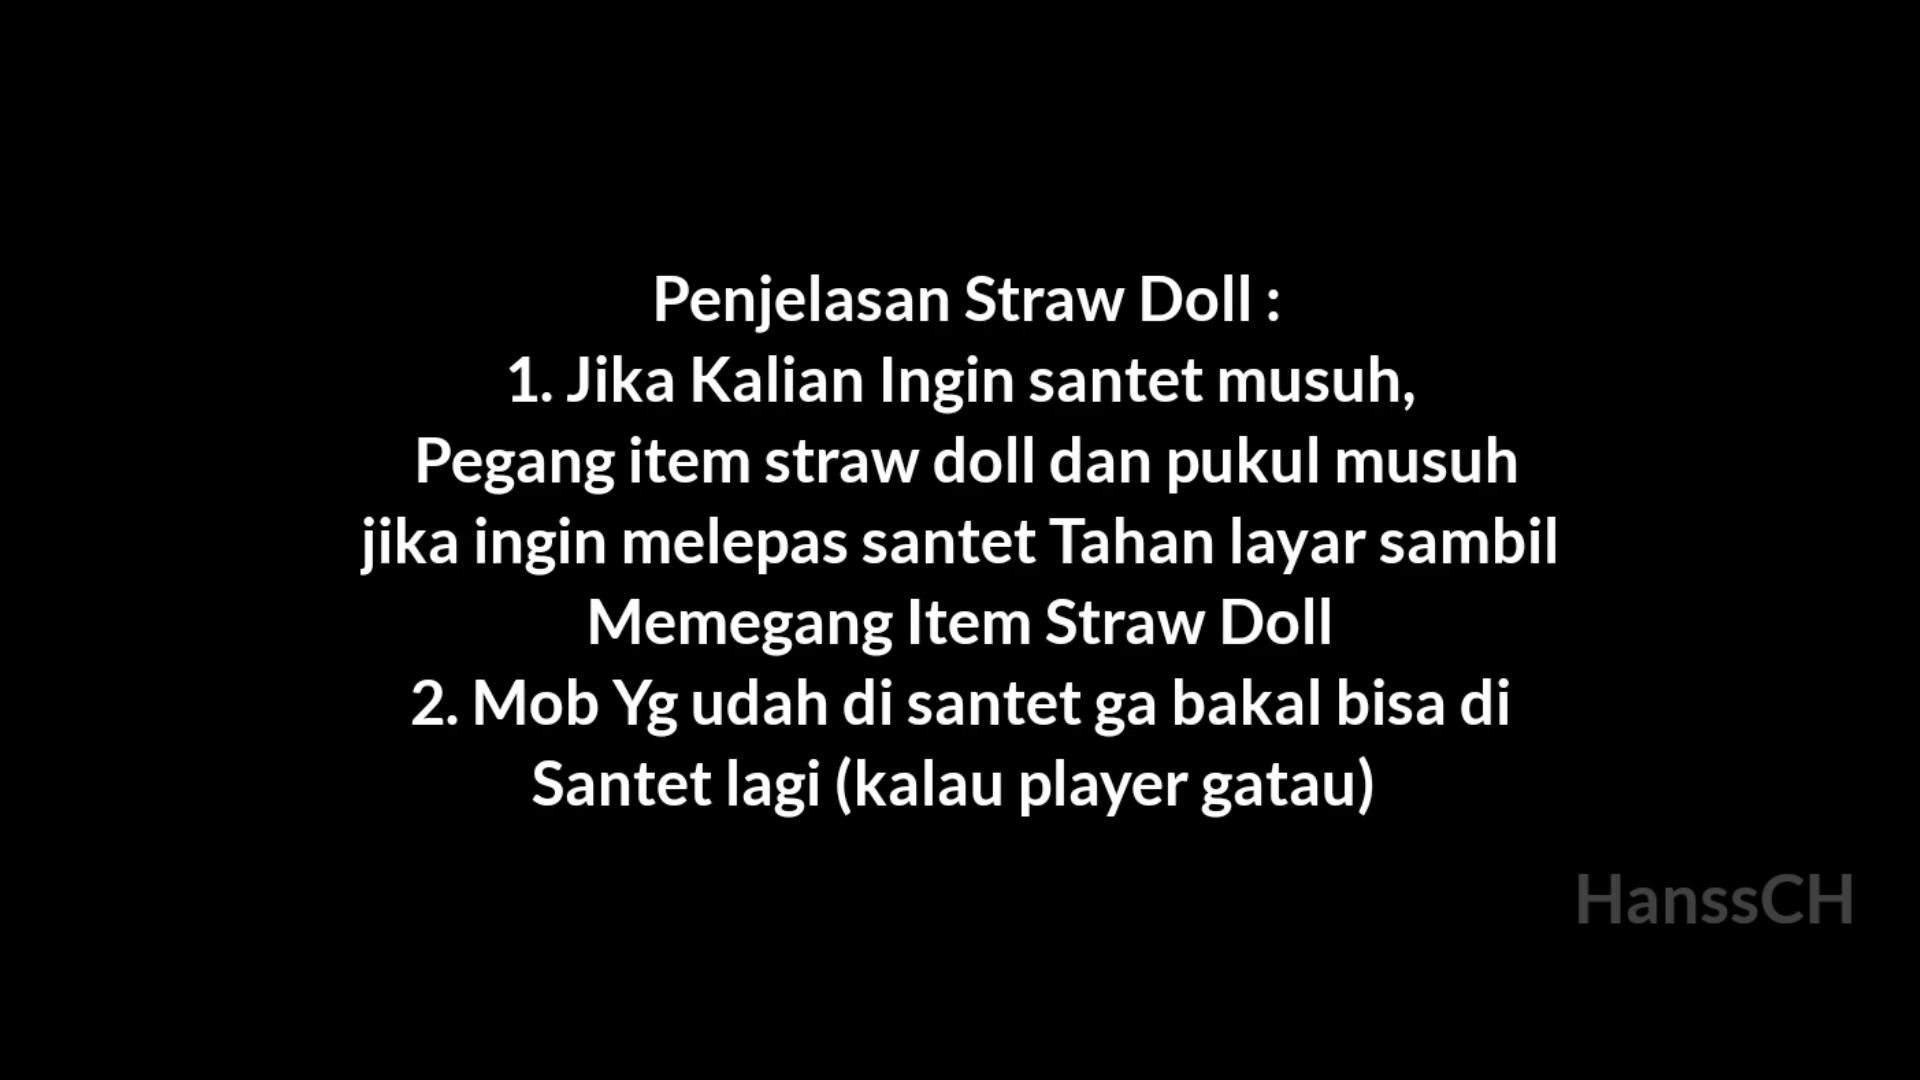 Penjelasan Straw Doll :
1. Jika Kalian Ingin santet musuh,
Pegang item straw doll dan pukul musuh
jika ingin melepas santet Tahan layar sambil
Memegang Item Straw Doll
2. Mob Yg udah di santet ga bakal bisa di
Santet lagi (kalau player gatau)
HanssCH